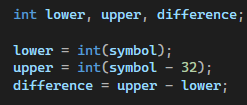 int lower, upper, difference;
lower = int(symbol);
upper = int(symbol - 32);
difference = upper - lower;